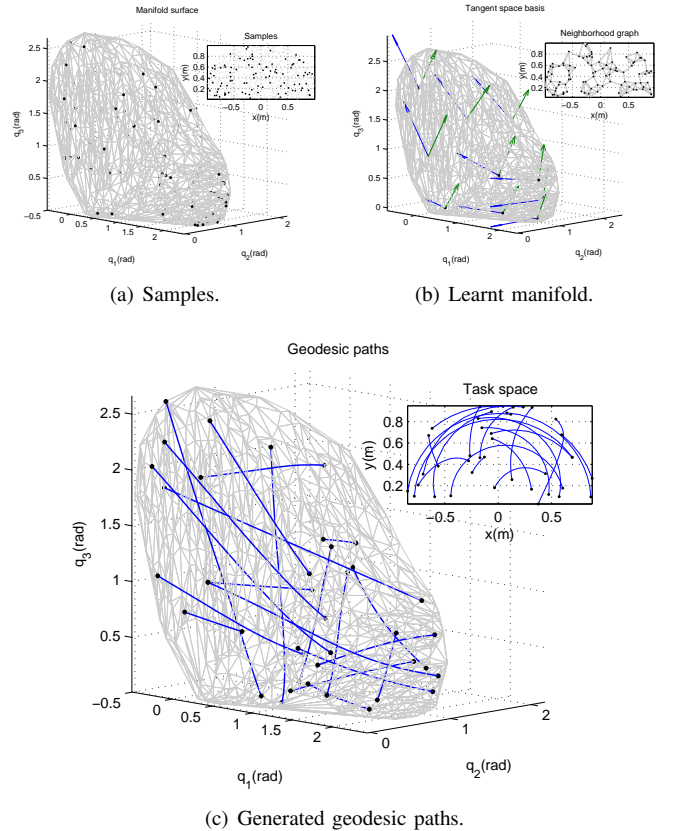 Manifold surface
Samples
y(m)
0.8
0.6
0.4
0.2
−0.5 0 0.5
x(m)
2.5
2
1.5
1
0.5
−0.5
q3(rad)
0 0.5 1 1.5 2
q1(rad)
0 1 2
q2(rad)
(a) Samples.
Tangent space basis
Neighborhood graph
y(m)
0.8
0.6
0.4
0.2
−0.5 0 0.5
x(m)
2.5
2
1.5
1
0.5
0
q3(rad)
0 0.5 1 1.5 2
q1(rad)
0 1 2
q2(rad)
(b) Learnt manifold.
Geodesic paths
Task space
y(m)
0.8
0.6
0.4
0.2
−0.5 0 0.5
x(m)
2.5
2
1.5
1
0.5
−0.5
q3(rad)
0 0.5 1 1.5 2
q1(rad)
0 1 2
q2(rad)
(c) Generated geodesic paths.